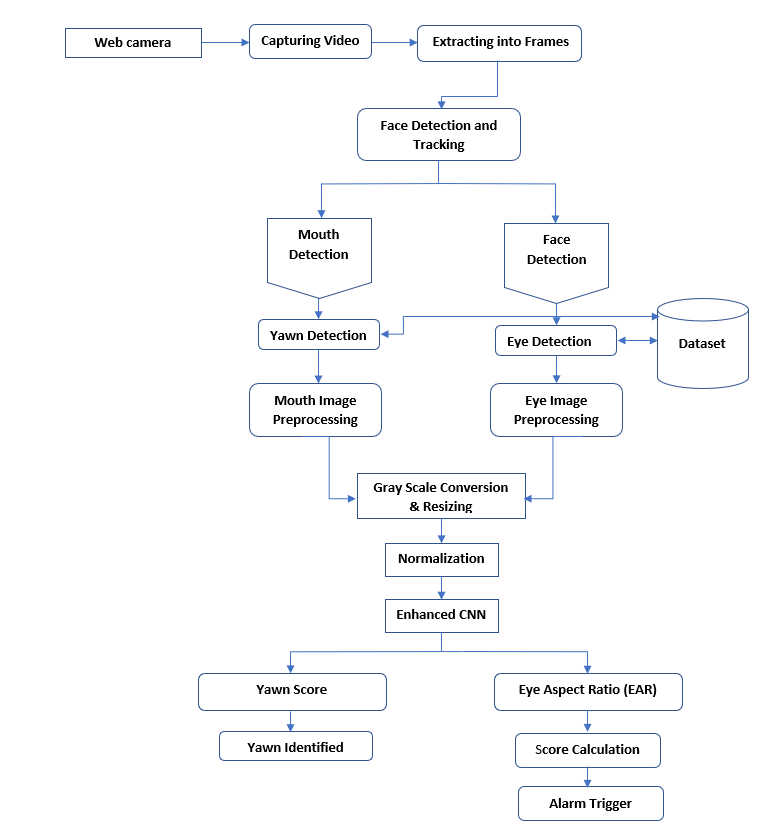 Web camera
Capturing Video
Extracting into Frames
Face Detection and
Tracking
Mouth
Detection
Face
Detection
Yawn Detection
Eye Detection
Dataset
Mouth Image
Preprocessing
Eye Image
Preprocessing
Gray Scale Conversion
& Resizing
Normalization
Enhanced CNN
Yawn Score
Eye Aspect Ratio (EAR)
Yawn Identified
Score Calculation
Alarm Trigger